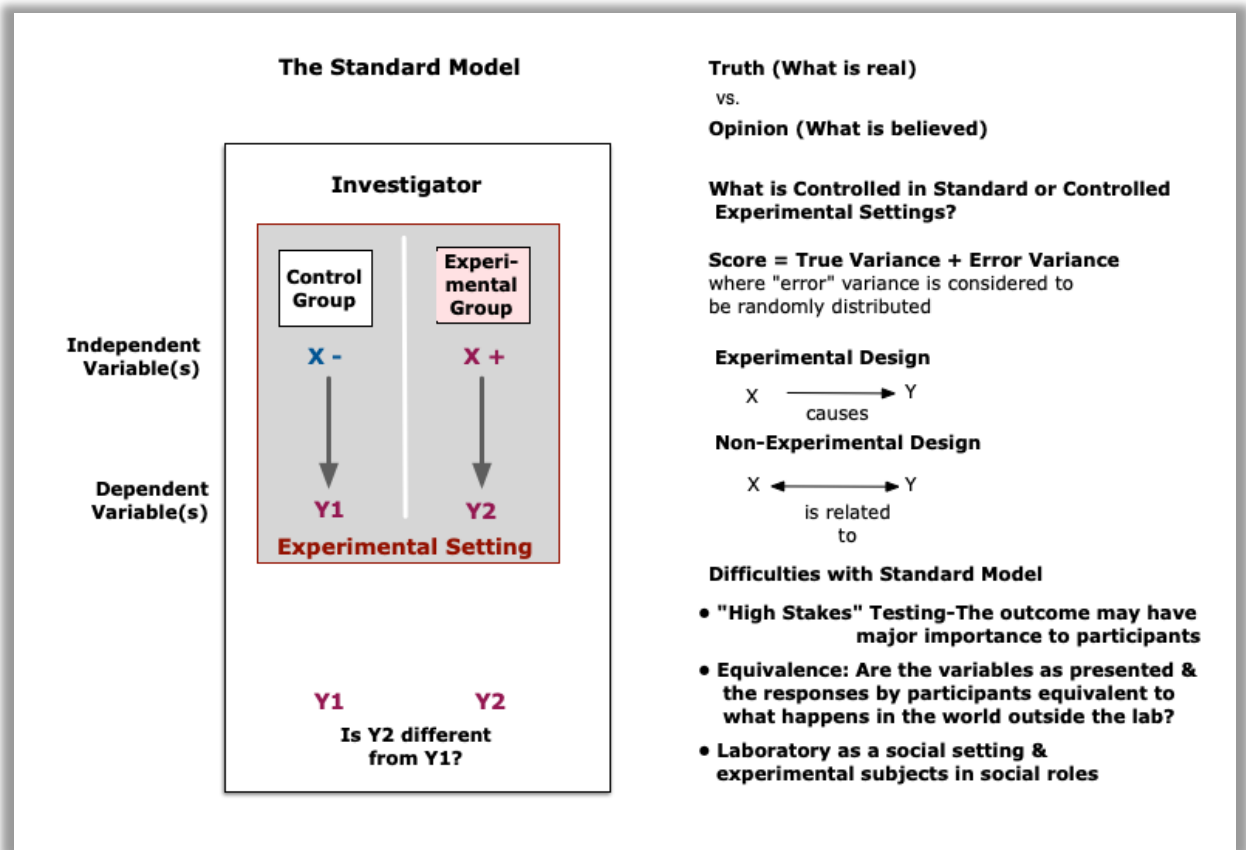 The Standard Model
Investigator
Control
Group
Experi-
mental
Group
Independent
Variable(s)
X -
X +
Dependent
Variable(s)
Y1
Y2
Experimental Setting
Y1
Y2
Is Y2 different
from Y1?
Truth (What is real)
vs.
Opinion (What is believed)
What is Controlled in Standard or Controlled
Experimental Settings?
Score = True Variance + Error Variance
where "error" variance is considered to
be randomly distributed
Experimental Design
X
Y
causes
Non-Experimental Design
X
Y
is related
to
Difficulties with Standard Model
• "High Stakes" Testing-The outcome may have
major importance to participants
• Equivalence: Are the variables as presented &
the responses by participants equivalent to
what happens in the world outside the lab?
• Laboratory as a social setting &
experimental subjects in social roles